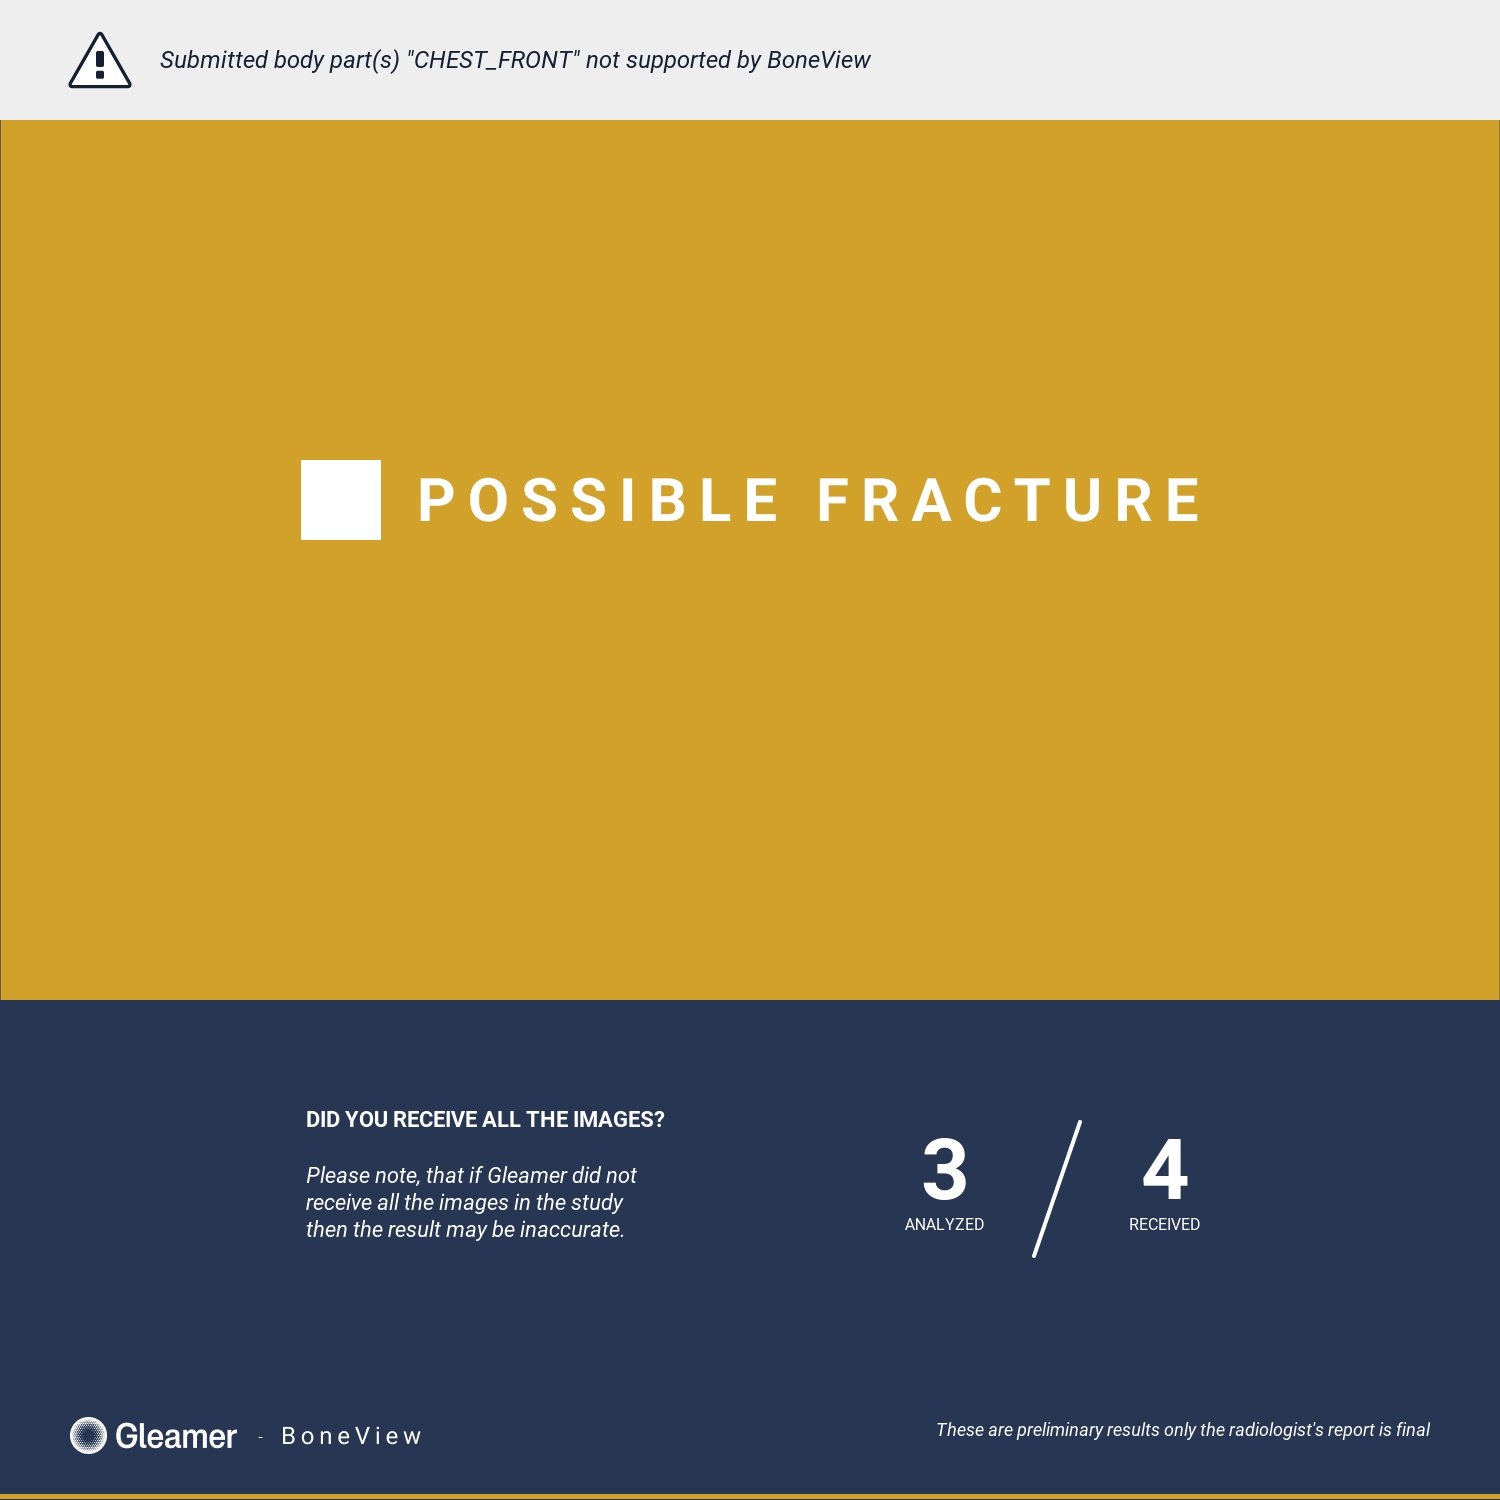 Submitted body part(s) "CHEST_FRONT" not supported by BoneView
POSSIBLE FRACTURE
DID YOU RECEIVE ALL THE IMAGES?
Please note, that if Gleamer did not
receive all the images in the study
then the result may be inaccurate.
3 / 4
ANALYZED RECEIVED
Gleamer - BoneView
These are preliminary results only the radiologist's report is final